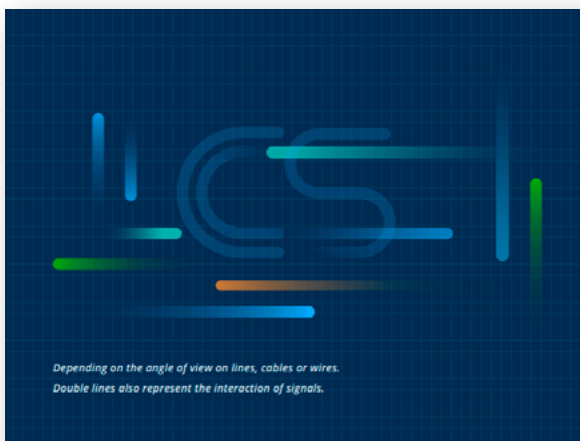 CS
Depending on the angle of view on lines, cables or wires.
Double lines also represent the interaction of signals.